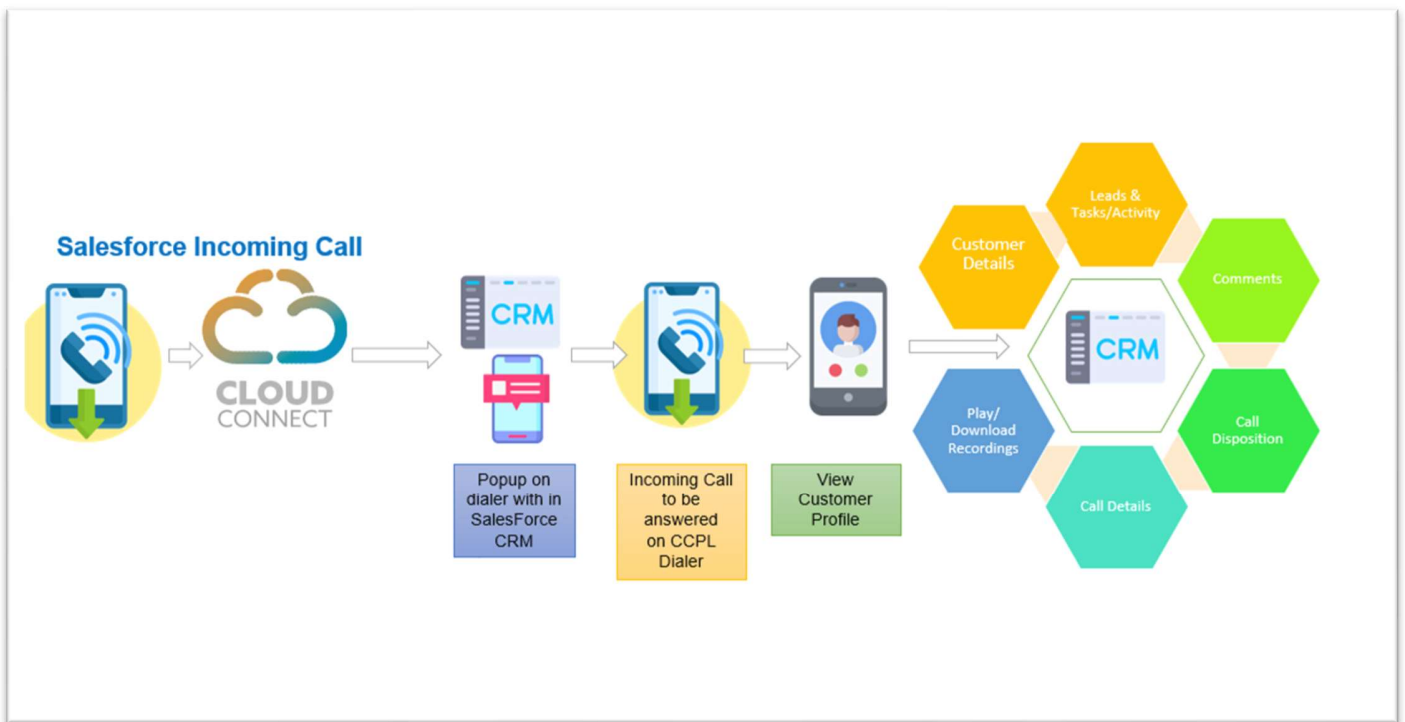 Salesforce Incoming Call
CLOUD
CONNECT
CRM
Popup on
dialer with in
SalesForce
CRM
Incoming Call
to be
answered
on CCPL
Dialer
View
Customer
Profile
Leads &
Tasks/Activity
Customer
Details
Comments
CRM
Play/
Download
Recordings
Call
Disposition
Call Details